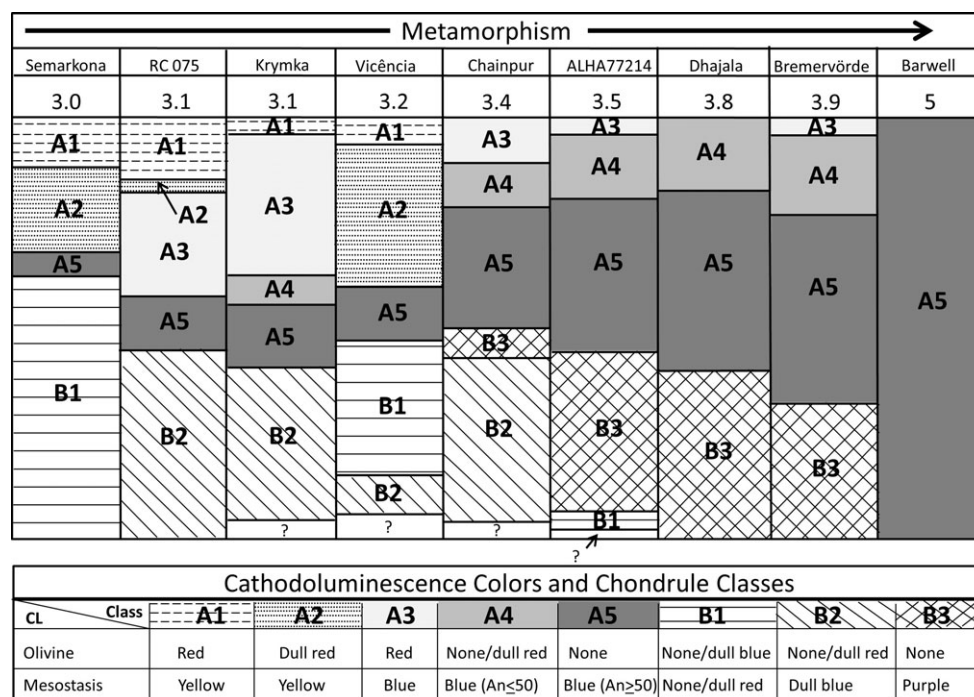 Metamorphism
Semarkona RC 075 Krymka Vicência Chainpur ALHA77214 Dhajala Bremervörde Barwell
3.0 3.1 3.1 3.2 3.4 3.5 3.8 3.9 5
A1 A1 A1 A1 A3 A3 A4 A3 A5
A2 A2 A3 A2 A4 A4 A5 A4
A5 A3 A4 A5 A5 A5 B3 A5
B1 A5 A5 B1 B3 B3 B3
B2 B2 B2 B2 B1
? ? ? ?
Cathodoluminescence Colors and Chondrule Classes
CL Class A1 A2 A3 A4 A5 B1 B2 B3
Olivine Red Dull red Red None/dull red None None/dull blue None/dull red None
Mesostasis Yellow Yellow Blue Blue (An≤50) Blue (An≥50) None/dull red Dull blue Purple